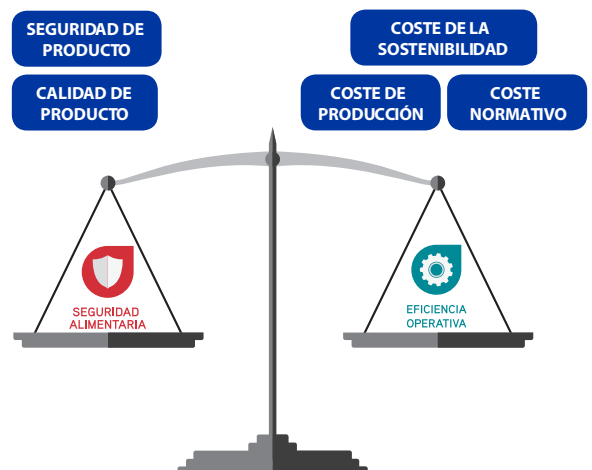 SEGURIDAD DE
PRODUCTO
CALIDAD DE
PRODUCTO
COSTE DE LA
SOSTENIBILIDAD
COSTE DE
PRODUCCIÓN
COSTE
NORMATIVO
SEGURIDAD
ALIMENTARIA
EFICIENCIA
OPERATIVA